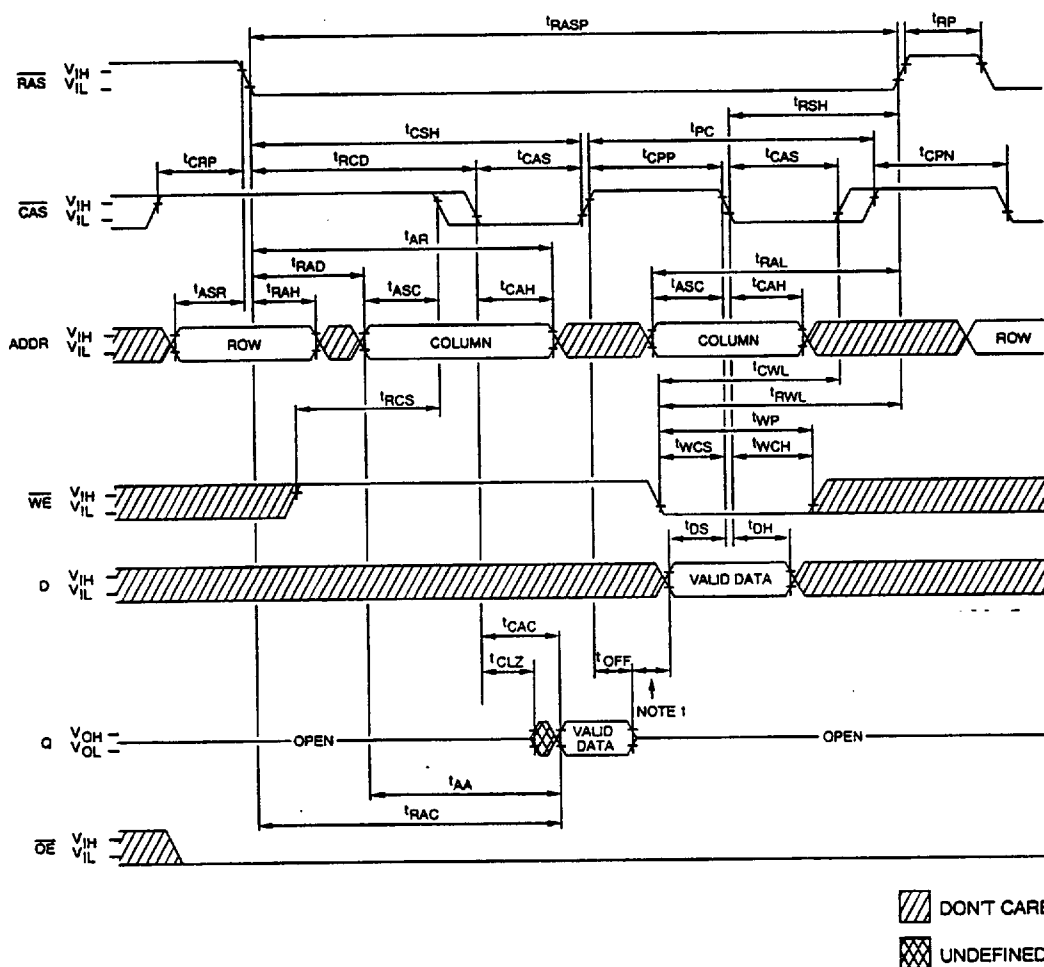 tRASP
tRP
RAS VIH
VIL
tRSH
tCSH
tPC
tCRP
tRCD
tCAS
tCPP
tCAS
tCPN
CAS VIH
VIL
tAR
tRAD
tRAL
tASR
tRAH
tASC
tCAH
tASC
tCAH
ADDR VIH
VIL
ROW
COLUMN
COLUMN
ROW
tCWL
tRCS
tRWL
tWP
tWCS
tWCH
WE VIH
VIL
tDS
tDH
D VIH
VIL
VALID DATA
tCAC
tCLZ
tOFF
NOTE 1
Q VOH
VOL
OPEN
VALID
DATA
OPEN
tAA
tRAC
OE VIH
VIL
DON'T CARE
UNDEFINED